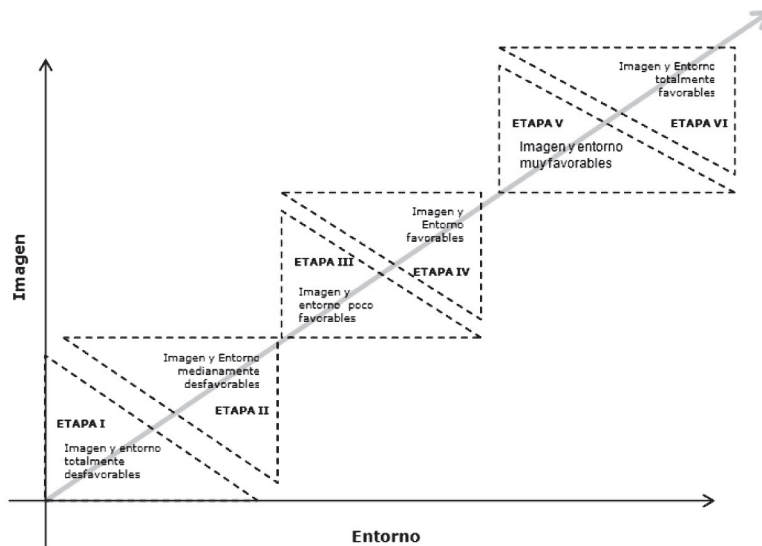 Imagen y Entorno
totalmente
favorables
ETAPA V
ETAPA VI
Imagen y entorno
muy favorables
Imagen y
Entorno
favorables
ETAPA III
ETAPA IV
Imagen y
entorno poco
favorables
Imagen
Imagen y Entorno
medianamente
desfavorables
ETAPA II
ETAPA I
Imagen y entorno
totalmente
desfavorables
Entorno